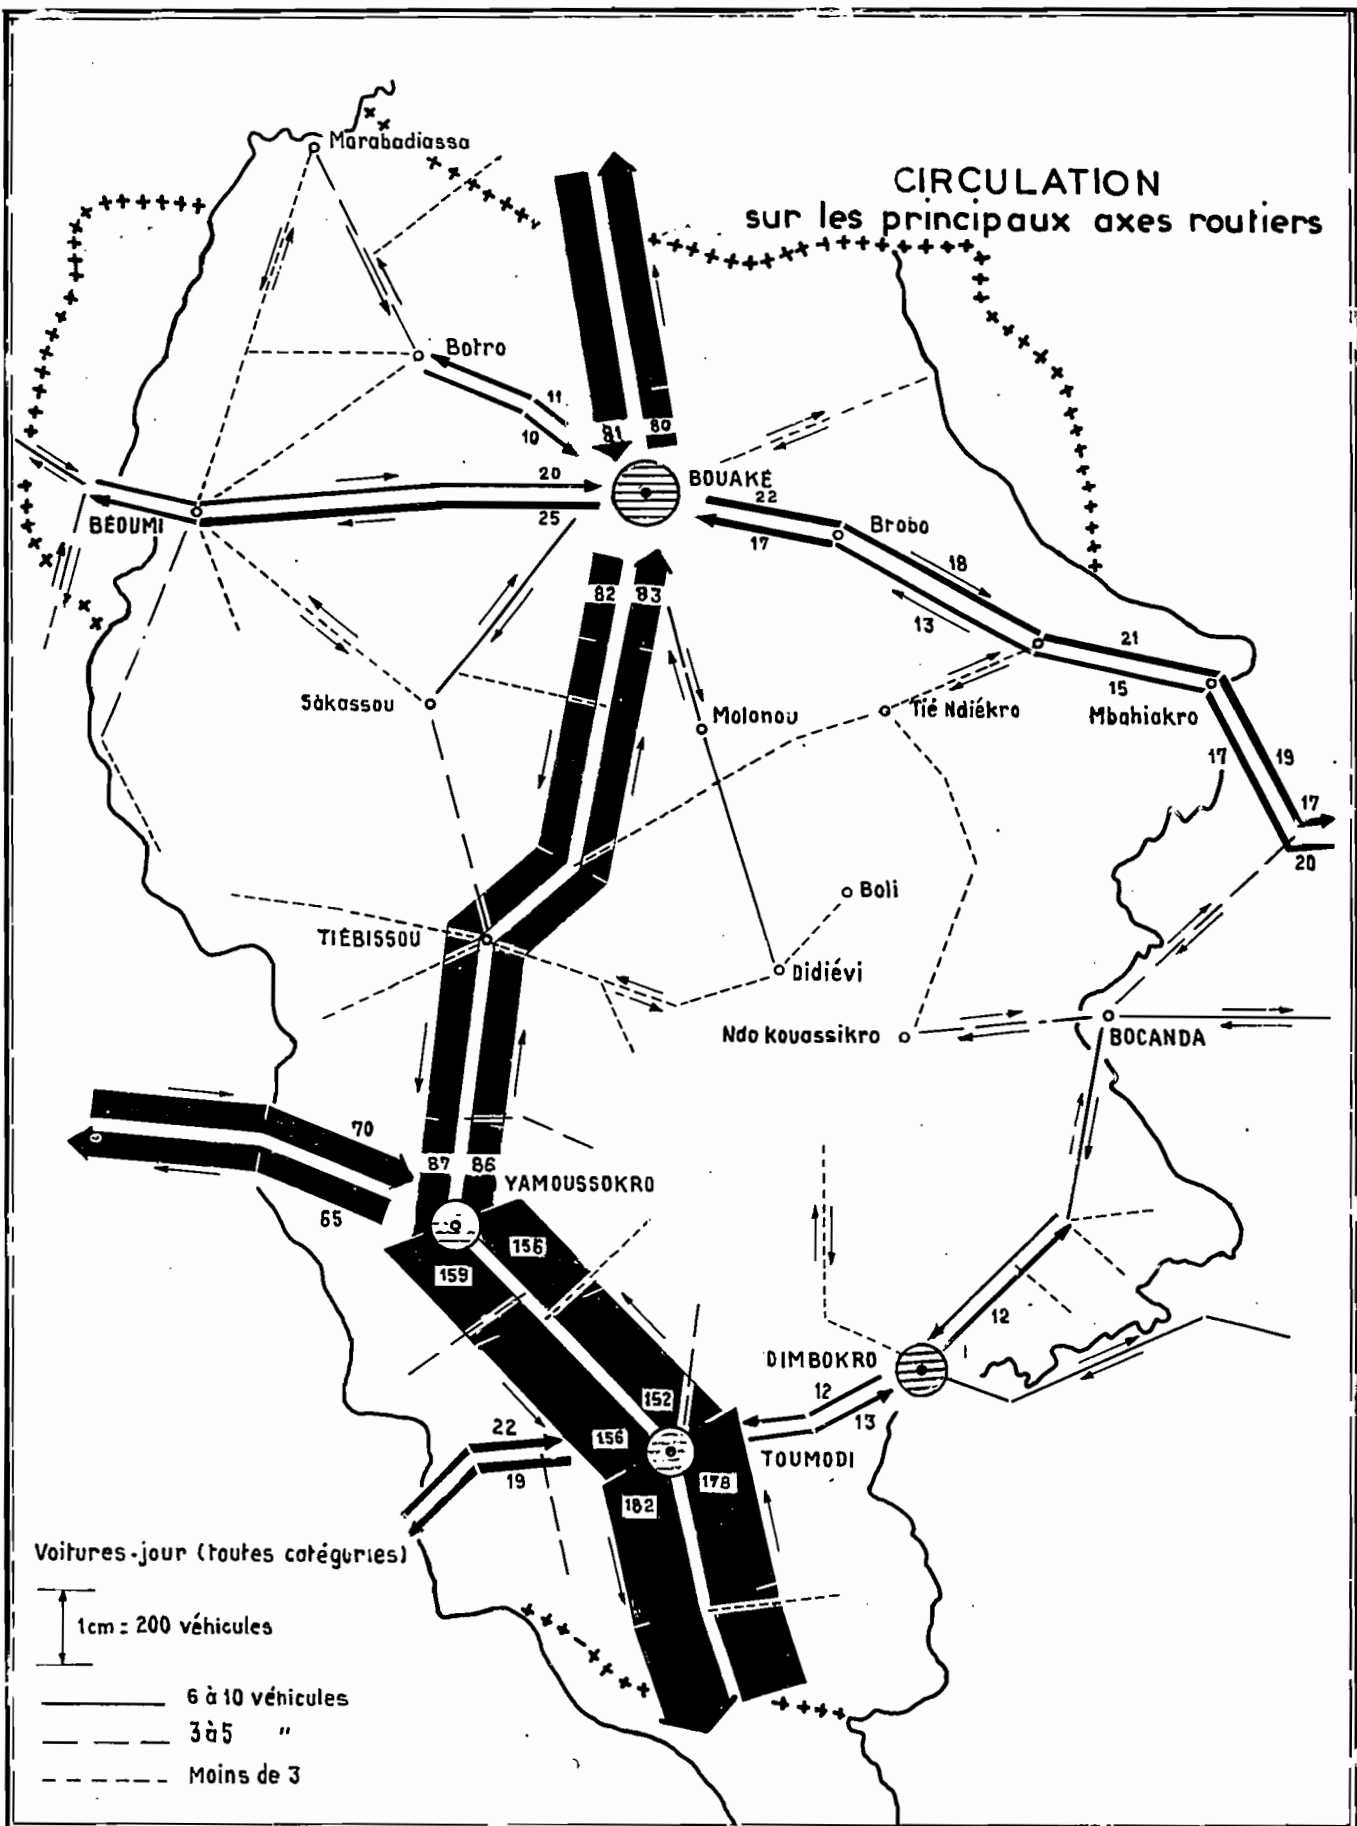 Marabadiassa
CIRCULATION
sur les principaux axes routiers
Botro
11
10
81
80
BOUAKÉ
20
25
BÉOUMI
22
17
Brobo
18
13
82
83
21
15
Sakassou
Molonou
Tié Ndiékro
Mbahiakro
17
19
17
20
Boli
TIÉBISSOU
Didiévi
Ndo kouassikro
BOCANDA
70
65
87
86
YAMOUSSOKRO
156
159
12
DIMBOKRO
12
13
152
156
22
19
TOUMODI
178
182
Voitures-jour (toutes catégories)
1cm = 200 véhicules
6 à 10 véhicules
3 à 5 "
Moins de 3